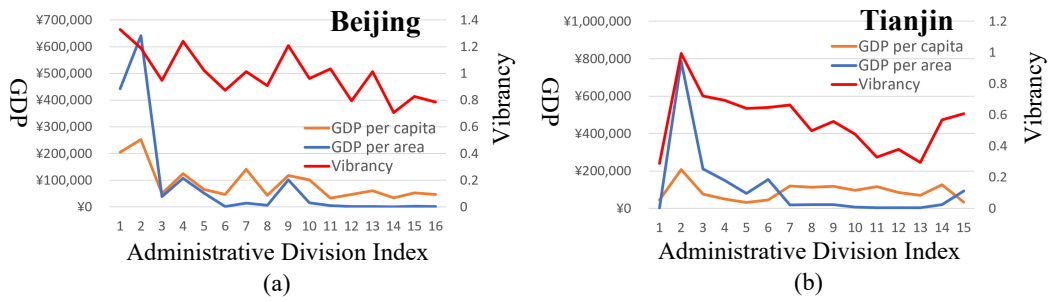 Beijing
¥700,000
¥600,000
¥500,000
¥400,000
¥300,000
¥200,000
¥100,000
¥0
GDP
1.4
1.2
1
0.8
0.6
0.4
0.2
0
Vibrancy
GDP per capita
GDP per area
Vibrancy
1 2 3 4 5 6 7 8 9 10 11 12 13 14 15 16
Administrative Division Index
(a)
Tianjin
¥1,000,000
¥800,000
¥600,000
¥400,000
¥200,000
¥0
GDP
1.2
1
0.8
0.6
0.4
0.2
0
Vibrancy
GDP per capita
GDP per area
Vibrancy
1 2 3 4 5 6 7 8 9 10 11 12 13 14 15
Administrative Division Index
(b)